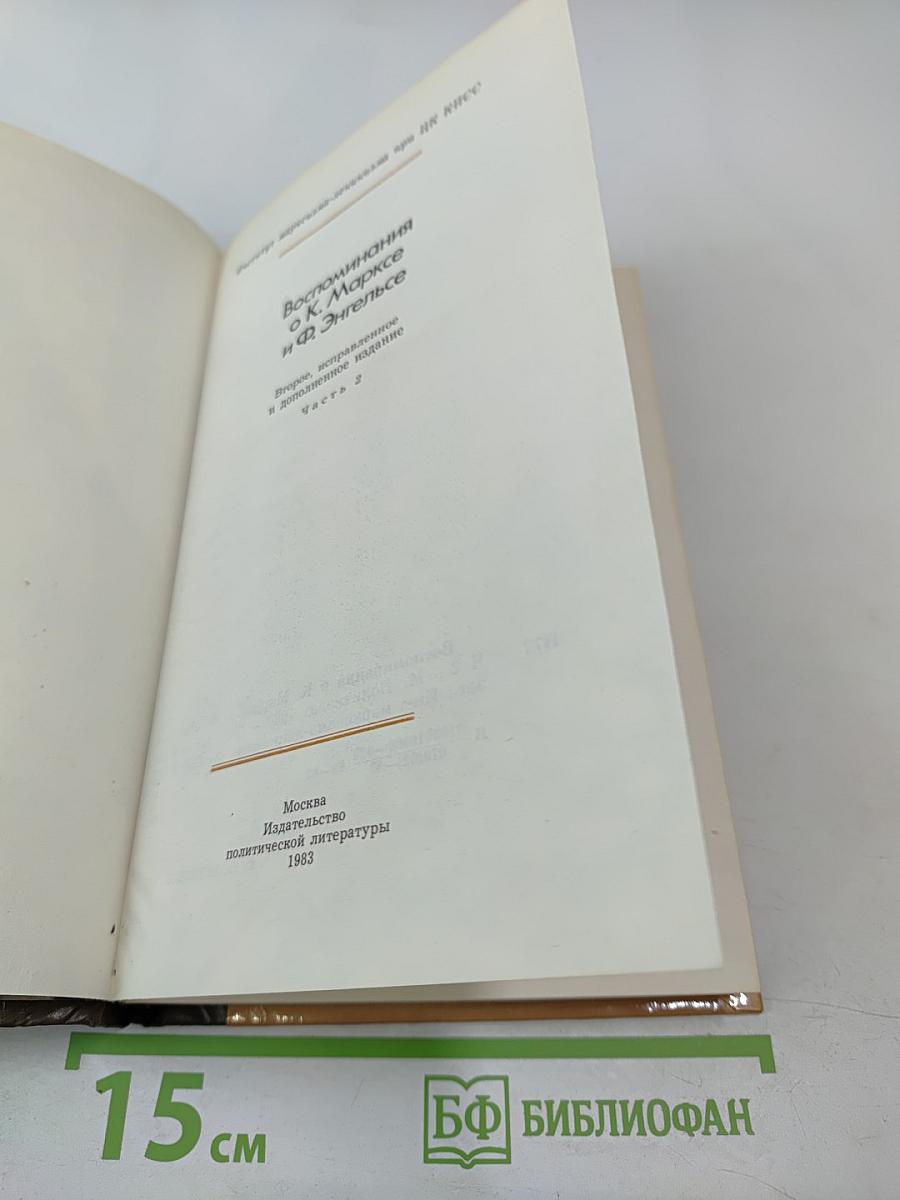 Институт марксизма-ленинизма при ЦК КПСС
Воспоминания
о К. Марксе
и Ф. Энгельсе
Второе, исправленное
и дополненное издание
Часть 2
Москва
Издательство
политической литературы
1983
15 см
БФ БИБЛИОФАН